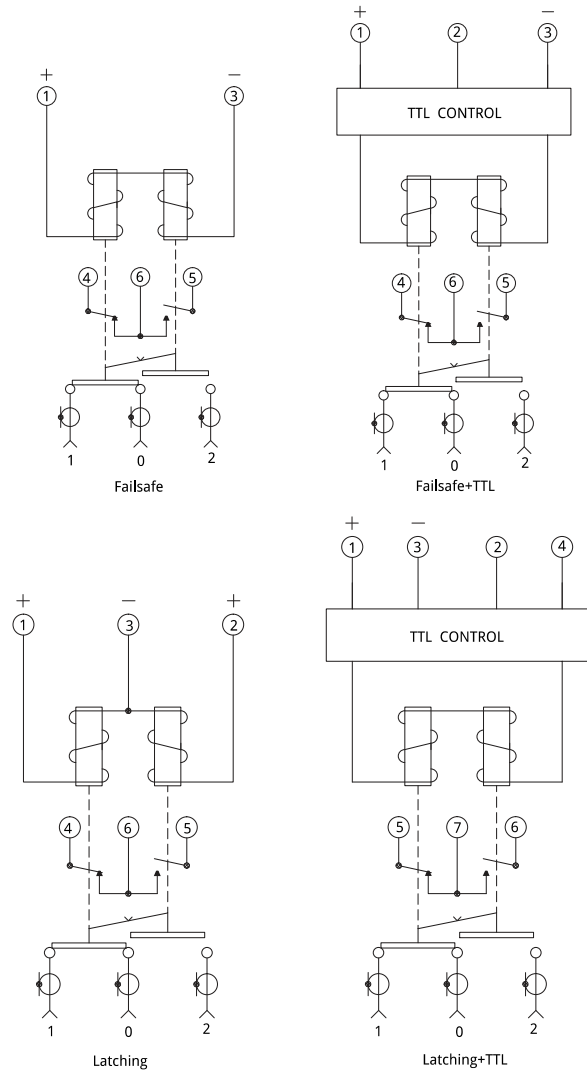 + −
1 2 3
TTL CONTROL
4 6 5
1 0 2
Failsafe+TTL
+ −
1 3
4 6 5
1 0 2
Failsafe
+ − +
1 3 2
4 6 5
1 0 2
Latching
+ −
1 3 2 4
TTL CONTROL
5 7 6
1 0 2
Latching+TTL